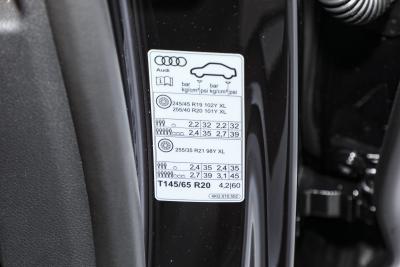 Audi
bar bar
kg/cm² psi kg/cm² psi
245/45 R19 102Y XL
255/40 R20 101Y XL
2,2 32 2,2 32
2,4 35 2,7 39
255/35 R21 98Y XL
2,4 35 2,4 35
2,7 39 3,1 45
T145/65 R20 4,2 60